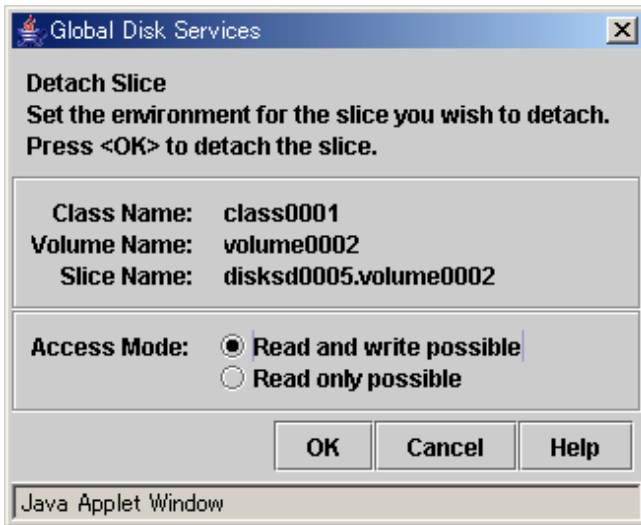 Global Disk Services
Detach Slice
Set the environment for the slice you wish to detach.
Press <OK> to detach the slice.
Class Name: class0001
Volume Name: volume0002
Slice Name: disksd0005.volume0002
Access Mode: Read and write possible
Read only possible
OK Cancel Help
Java Applet Window